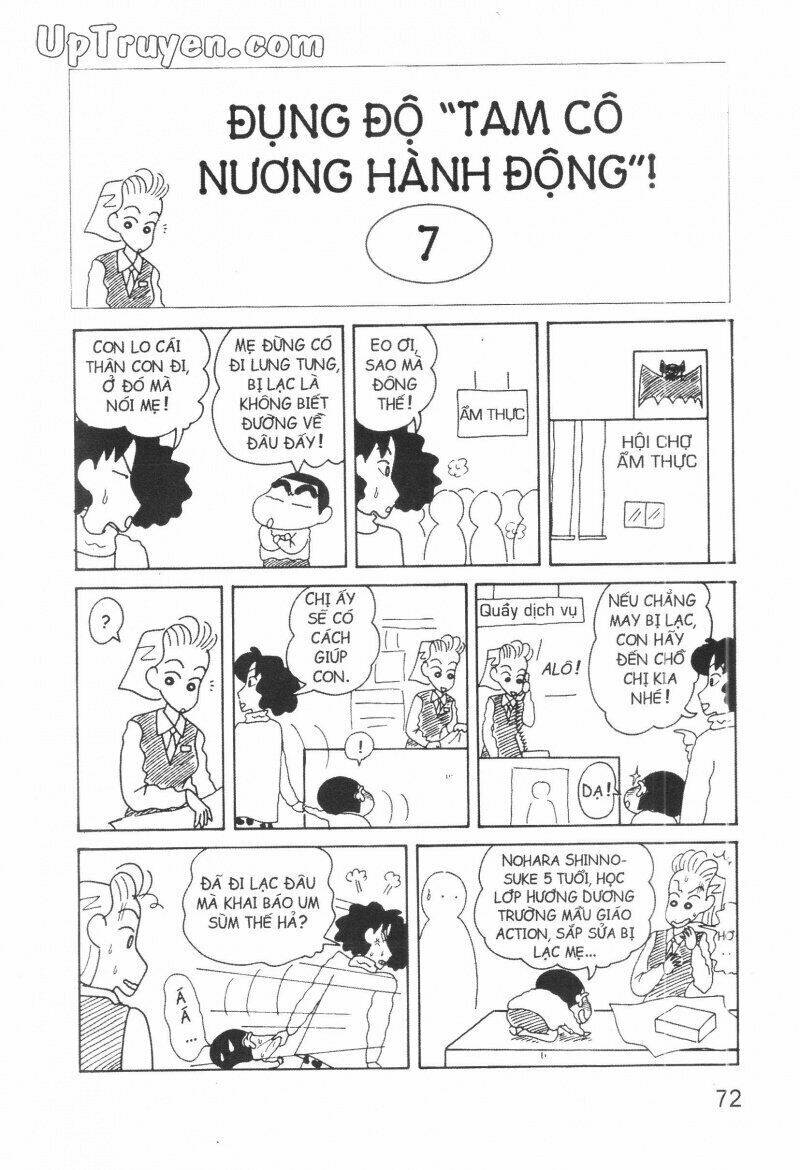 UpTruyen.com
ĐỤNG ĐỘ “TAM CÔ
NƯƠNG HÀNH ĐỘNG”!
7
HỘI CHỢ
ẨM THỰC
EO ƠI,
SAO MÀ
ĐÔNG
THẾ!
ẨM THỰC
MẸ ĐỪNG CÓ
ĐI LUNG TUNG,
BỊ LẠC LÀ
KHÔNG BIẾT
ĐƯỜNG VỀ
ĐÂU ĐẤY!
CON LO CÁI
THÂN CON ĐI,
Ở ĐÓ MÀ
NÓI MẸ!
NẾU CHẲNG
MAY BỊ LẠC,
CON HÃY
ĐẾN CHỖ
CHỊ KIA
NHÉ!
Quầy dịch vụ
ALÔ!
DẠ!
CHỊ ẤY
SẼ CÓ
CÁCH
GIÚP
CON.
!
?
NOHARA SHINNO-
SUKE 5 TUỔI, HỌC
LỚP HƯỚNG DƯƠNG
TRƯỜNG MẪU GIÁO
ACTION, SẮP SỬA BỊ
LẠC MẸ...
ĐÃ ĐI LẠC ĐÂU
MÀ KHAI BÁO UM
SÙM THẾ HẢ?
Á
Á
...
72